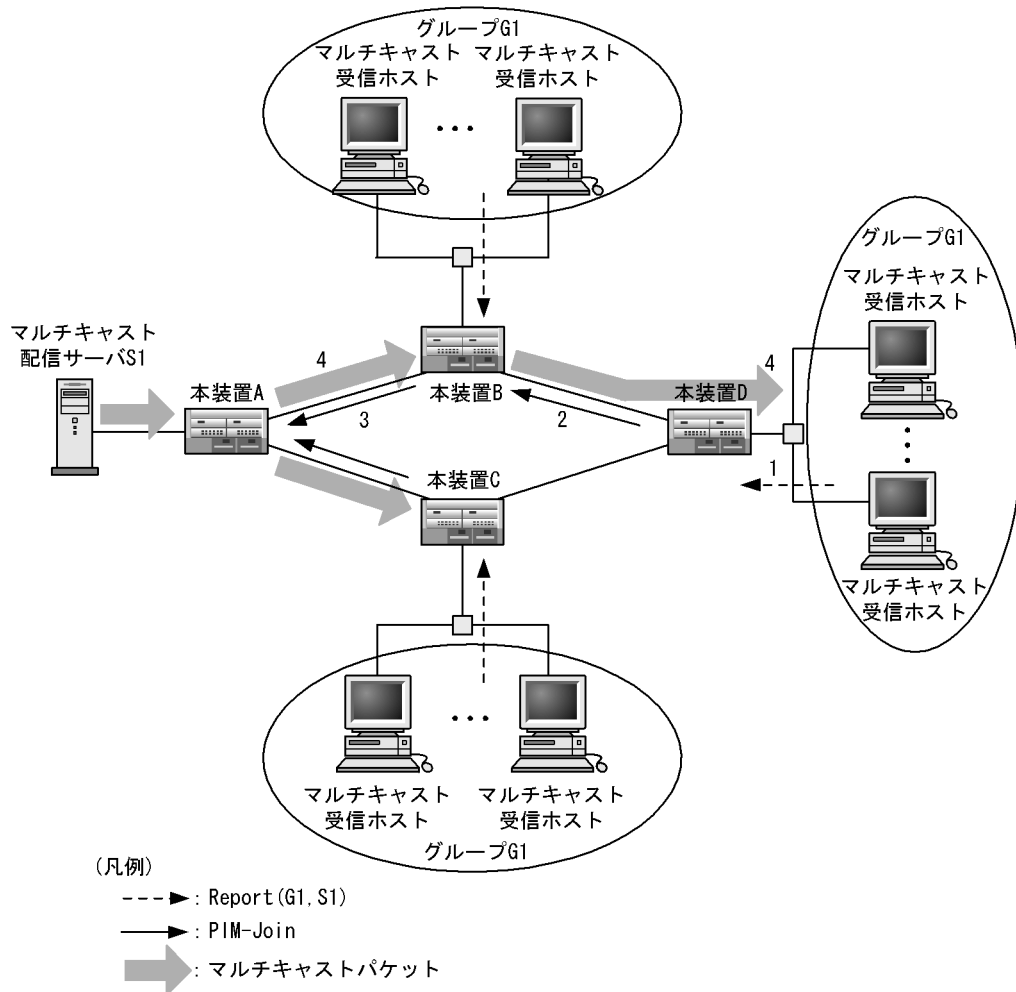 グループG1
マルチキャスト
受信ホスト
マルチキャスト
受信ホスト
・・・
グループG1
マルチキャスト
受信ホスト
マルチキャスト
配信サーバS1
本装置A
4
3
本装置B
2
本装置D
4
1
本装置C
マルチキャスト
受信ホスト
・・・
マルチキャスト
受信ホスト
マルチキャスト
受信ホスト
グループG1
(凡例)
: Report(G1,S1)
: PIM-Join
: マルチキャストパケット